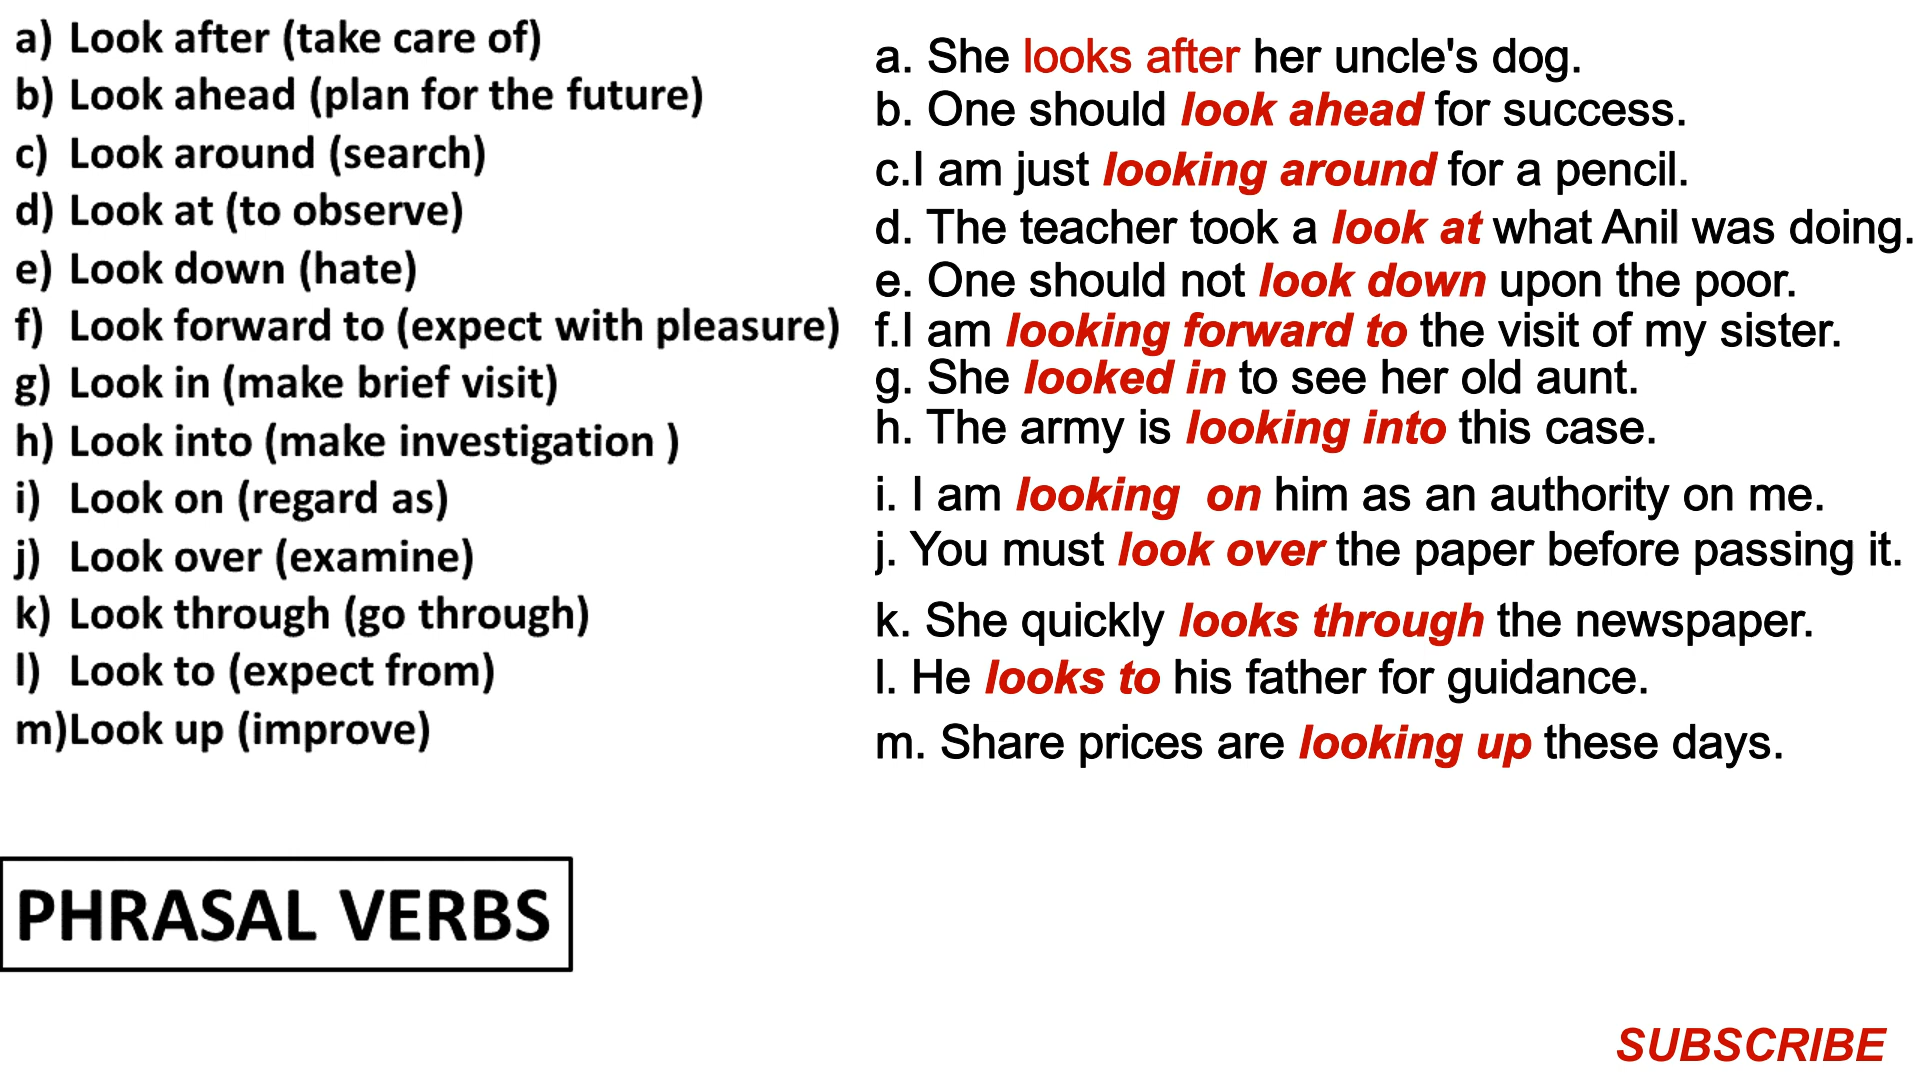 a) Look after (take care of)
b) Look ahead (plan for the future)
c) Look around (search)
d) Look at (to observe)
e) Look down (hate)
f) Look forward to (expect with pleasure)
g) Look in (make brief visit)
h) Look into (make investigation )
i) Look on (regard as)
j) Look over (examine)
k) Look through (go through)
l) Look to (expect from)
m)Look up (improve)
a. She looks after her uncle's dog.
b. One should look ahead for success.
c.I am just looking around for a pencil.
d. The teacher took a look at what Anil was doing.
e. One should not look down upon the poor.
f.I am looking forward to the visit of my sister.
g. She looked in to see her old aunt.
h. The army is looking into this case.
i. I am looking  on him as an authority on me.
j. You must look over the paper before passing it.
k. She quickly looks through the newspaper.
l. He looks to his father for guidance.
m. Share prices are looking up these days.
PHRASAL VERBS
SUBSCRIBE